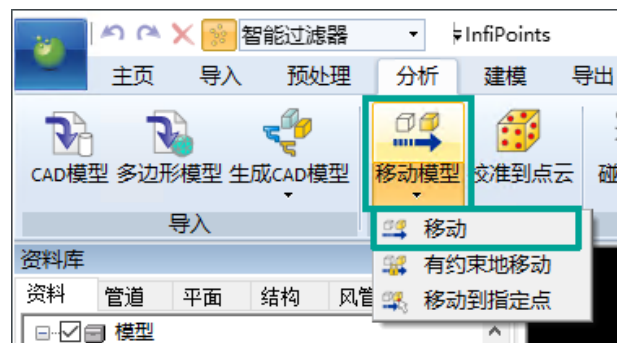 智能过滤器
InfiPoints
主页 导入 预处理 分析 建模 导出
CAD模型 多边形模型 生成CAD模型 移动模型 校准到点云
导入
移动
有约束地移动
移动到指定点
资料库
资料 管道 平面 结构
模型